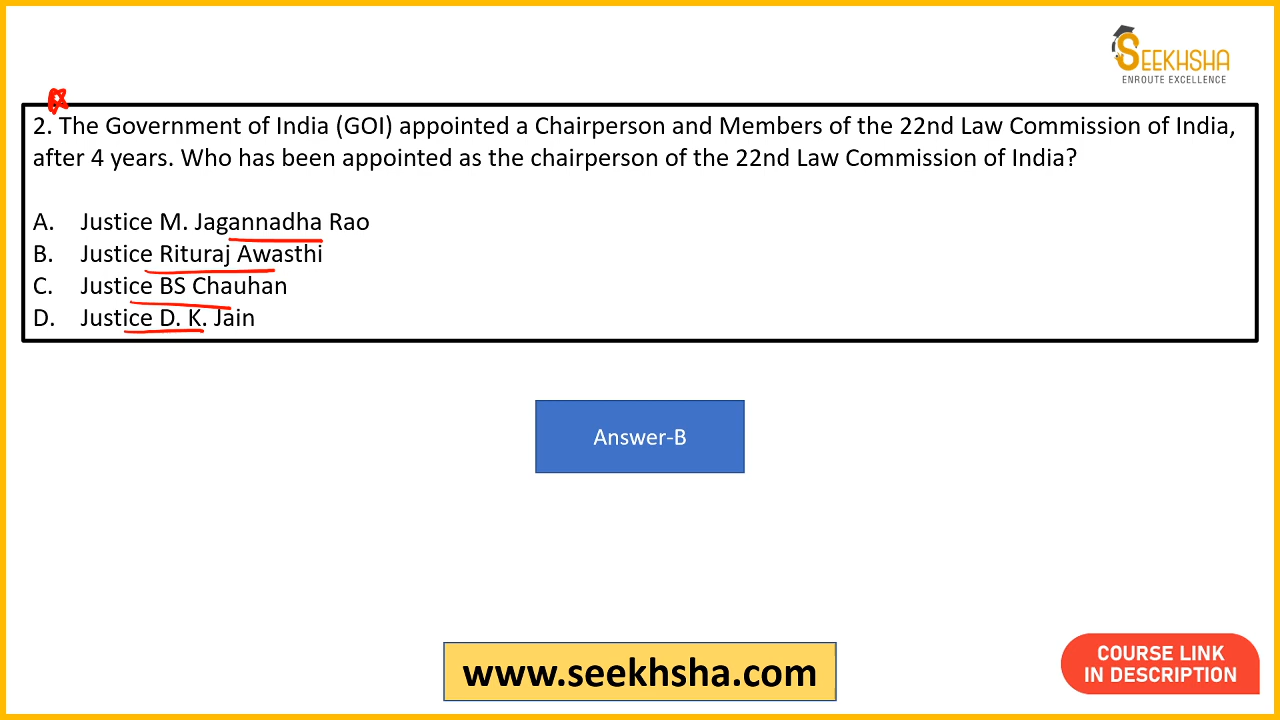 SEEKHSHA
ENROUTE EXCELLENCE
2. The Government of India (GOI) appointed a Chairperson and Members of the 22nd Law Commission of India,
after 4 years. Who has been appointed as the chairperson of the 22nd Law Commission of India?
A. Justice M. Jagannadha Rao
B. Justice Rituraj Awasthi
C. Justice BS Chauhan
D. Justice D. K. Jain
Answer-B
www.seekhsha.com
COURSE LINK
IN DESCRIPTION